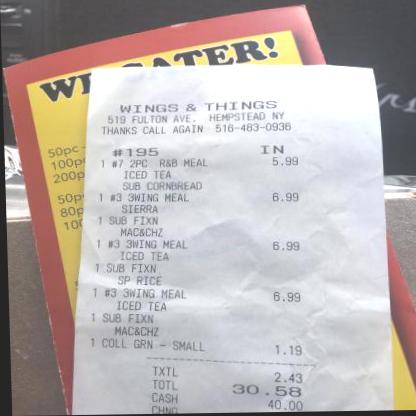 WE CATER!
50pc
100p
200p
50p
80p
100
WINGS & THINGS
519 FULTON AVE. HEMPSTEAD NY
THANKS CALL AGAIN 516-483-0936
#195 IN
1 #7 2PC R&B MEAL 5.99
ICED TEA
SUB CORNBREAD
1 #3 3WING MEAL 6.99
SIERRA
1 SUB FIXN
MAC&CHZ
1 #3 3WING MEAL 6.99
ICED TEA
1 SUB FIXN
SP RICE
1 #3 3WING MEAL 6.99
ICED TEA
1 SUB FIXN
MAC&CHZ
1 COLL GRN - SMALL 1.19
TXTL 2.43
TOTL 30.58
CASH 40.00
CHNG